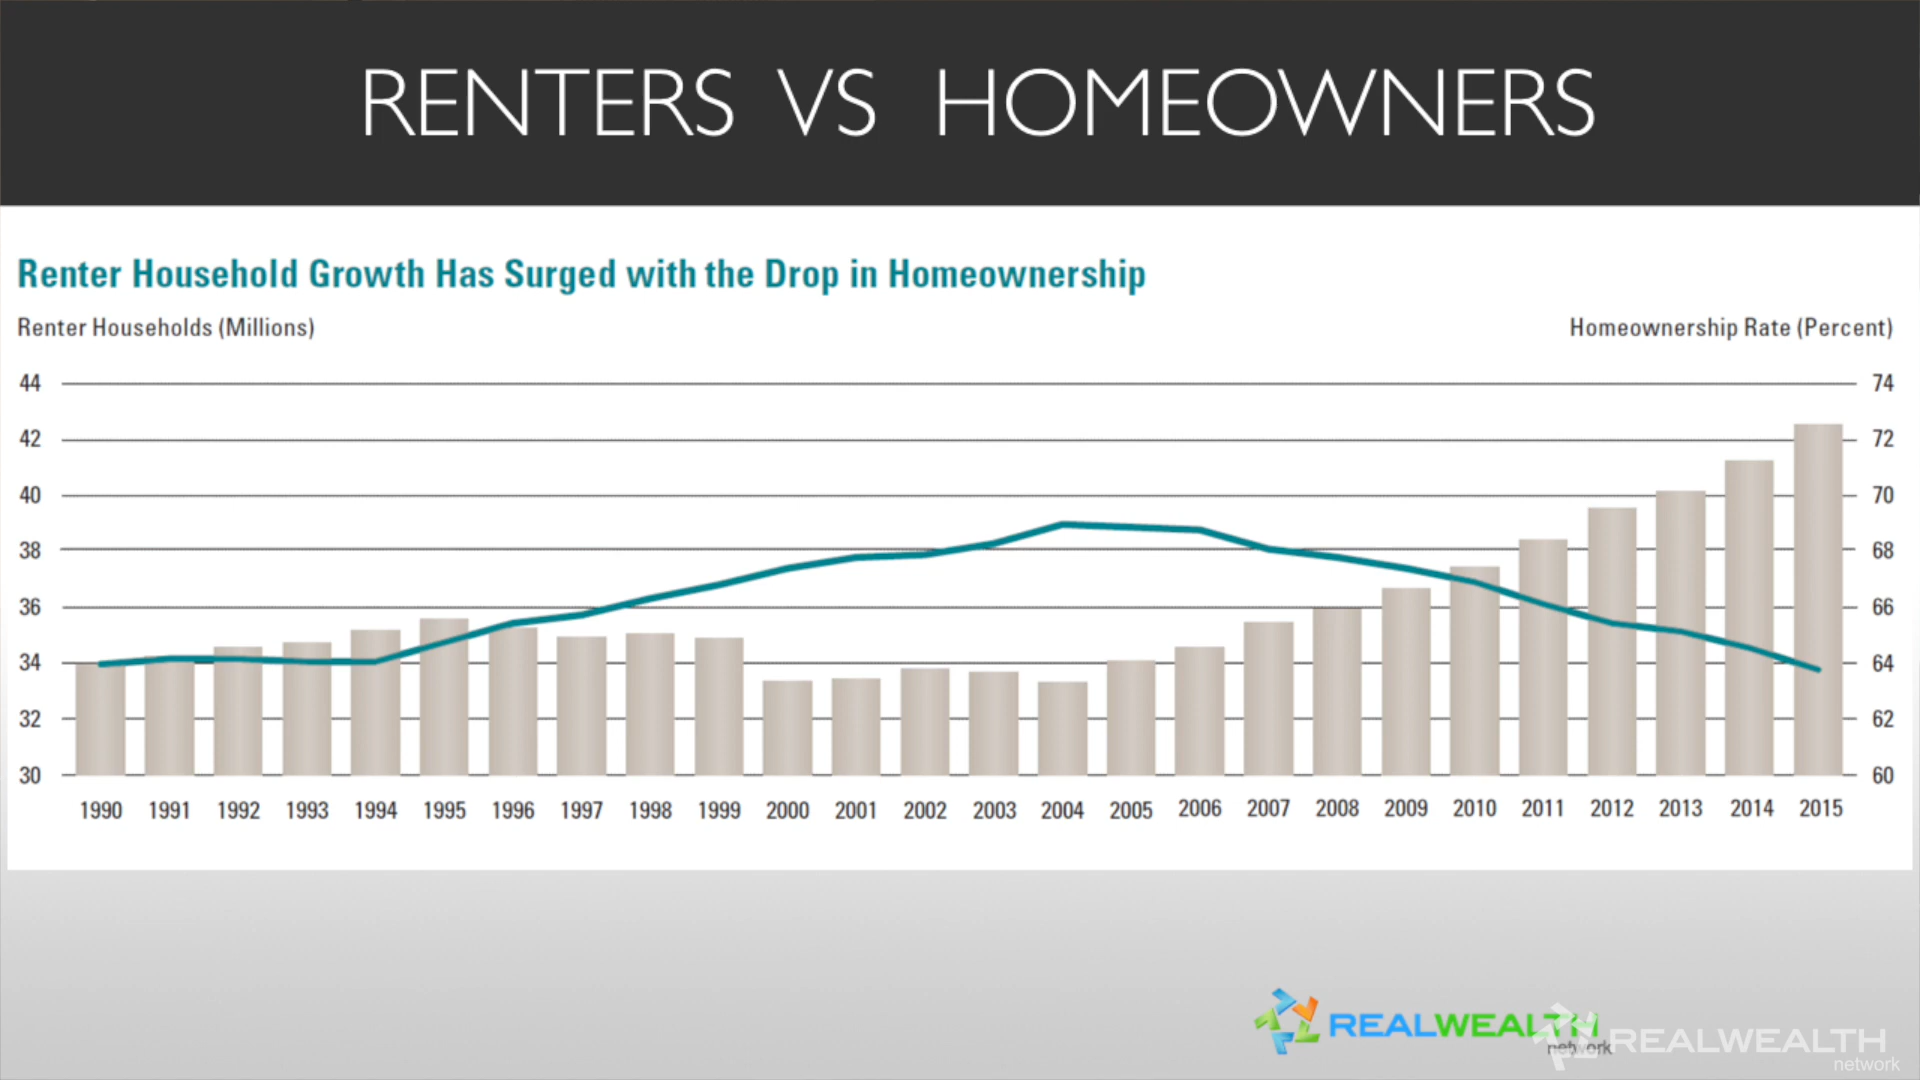 RENTERS VS HOMEOWNERS
Renter Household Growth Has Surged with the Drop in Homeownership
Renter Households (Millions) Homeownership Rate (Percent)
44 74
42 72
40 70
38 68
36 66
34 64
32 62
30 60
1990 1991 1992 1993 1994 1995 1996 1997 1998 1999 2000 2001 2002 2003 2004 2005 2006 2007 2008 2009 2010 2011 2012 2013 2014 2015
REALWEALTH
network
REALWEALTH
network